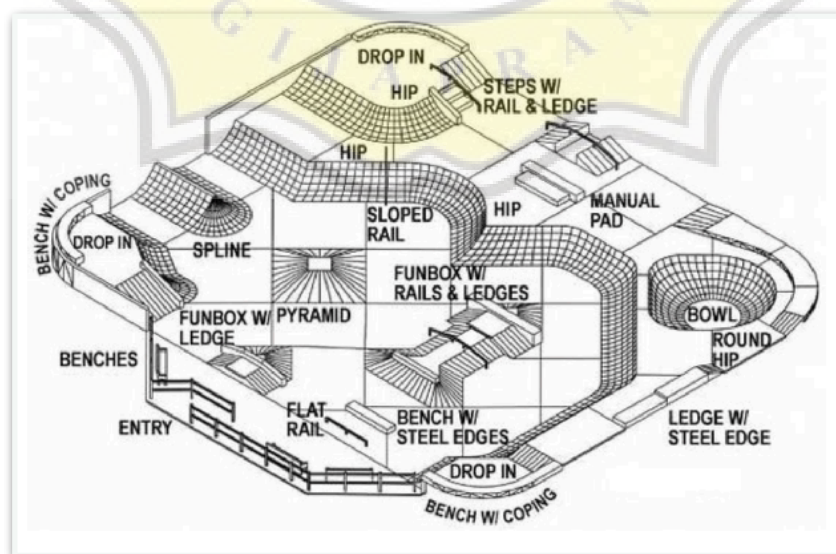 GIJAPRANATA
DROP IN
HIP
STEPS W/
RAIL & LEDGE
HIP
BENCH W/ COPING
DROP IN
SPLINE
SLOPED
RAIL
HIP
MANUAL
PAD
FUNBOX W/
RAILS & LEDGES
FUNBOX W/
LEDGE
PYRAMID
BOWL
ROUND
HIP
BENCHES
ENTRY
FLAT
RAIL
BENCH W/
STEEL EDGES
LEDGE W/
STEEL EDGE
DROP IN
BENCH W/ COPING